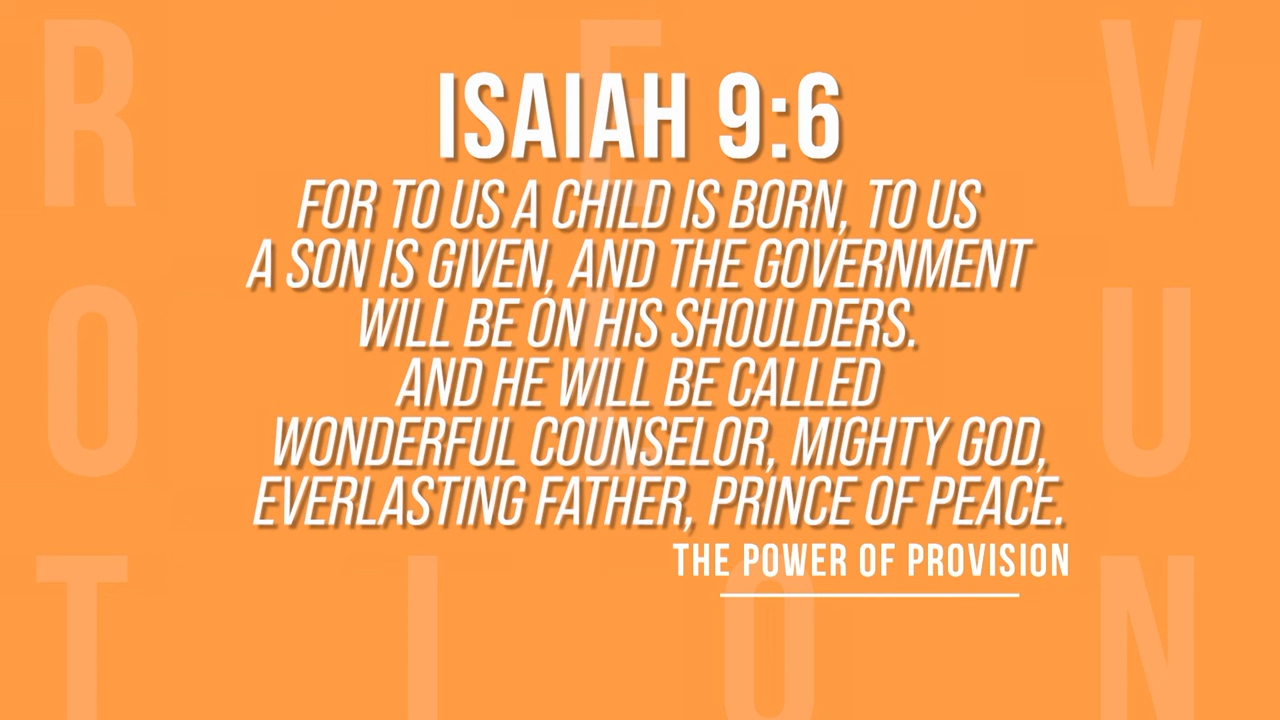 R E V
ISAIAH 9:6
FOR TO US A CHILD IS BORN, TO US
A SON IS GIVEN, AND THE GOVERNMENT
WILL BE ON HIS SHOULDERS.
AND HE WILL BE CALLED
WONDERFUL COUNSELOR, MIGHTY GOD,
EVERLASTING FATHER, PRINCE OF PEACE.
THE POWER OF PROVISION
O L U
T I O N